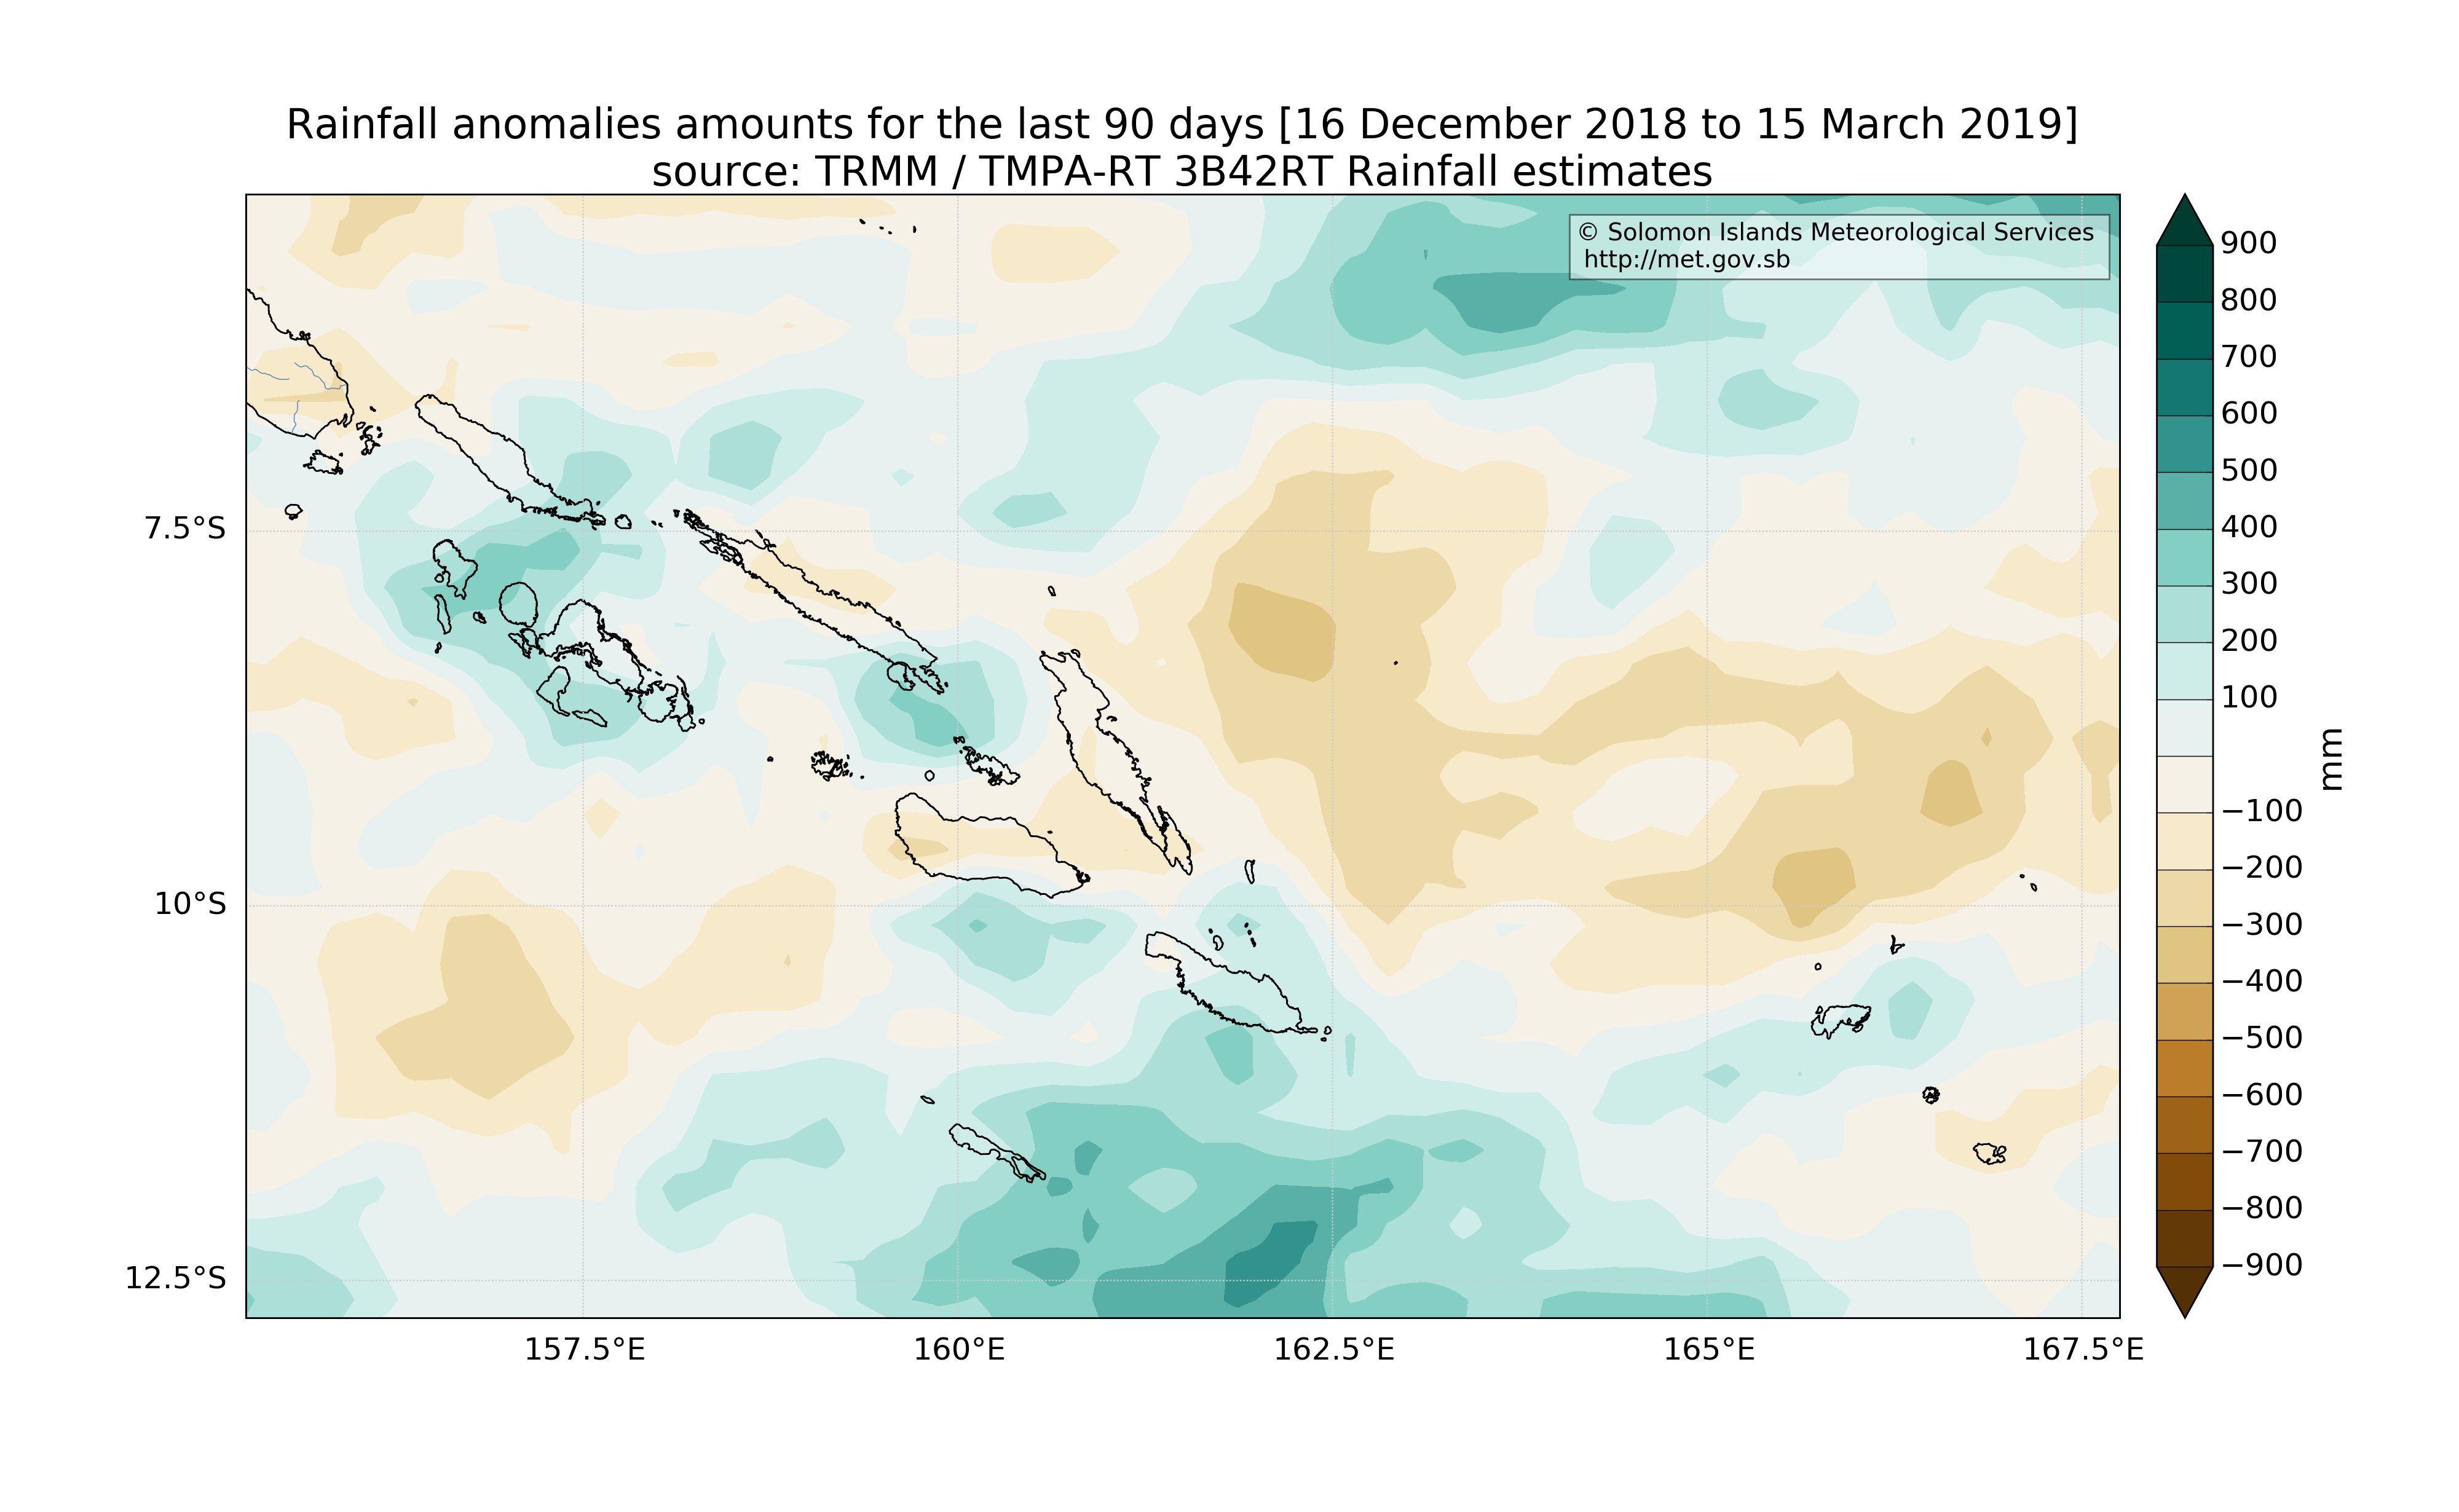 Rainfall anomalies amounts for the last 90 days [16 December 2018 to 15 March 2019]
source: TRMM / TMPA-RT 3B42RT Rainfall estimates
© Solomon Islands Meteorological Services
http://met.gov.sb
7.5°S
10°S
12.5°S
157.5°E
160°E
162.5°E
165°E
167.5°E
900
800
700
600
500
400
300
200
100
−100
−200
−300
−400
−500
−600
−700
−800
−900
mm